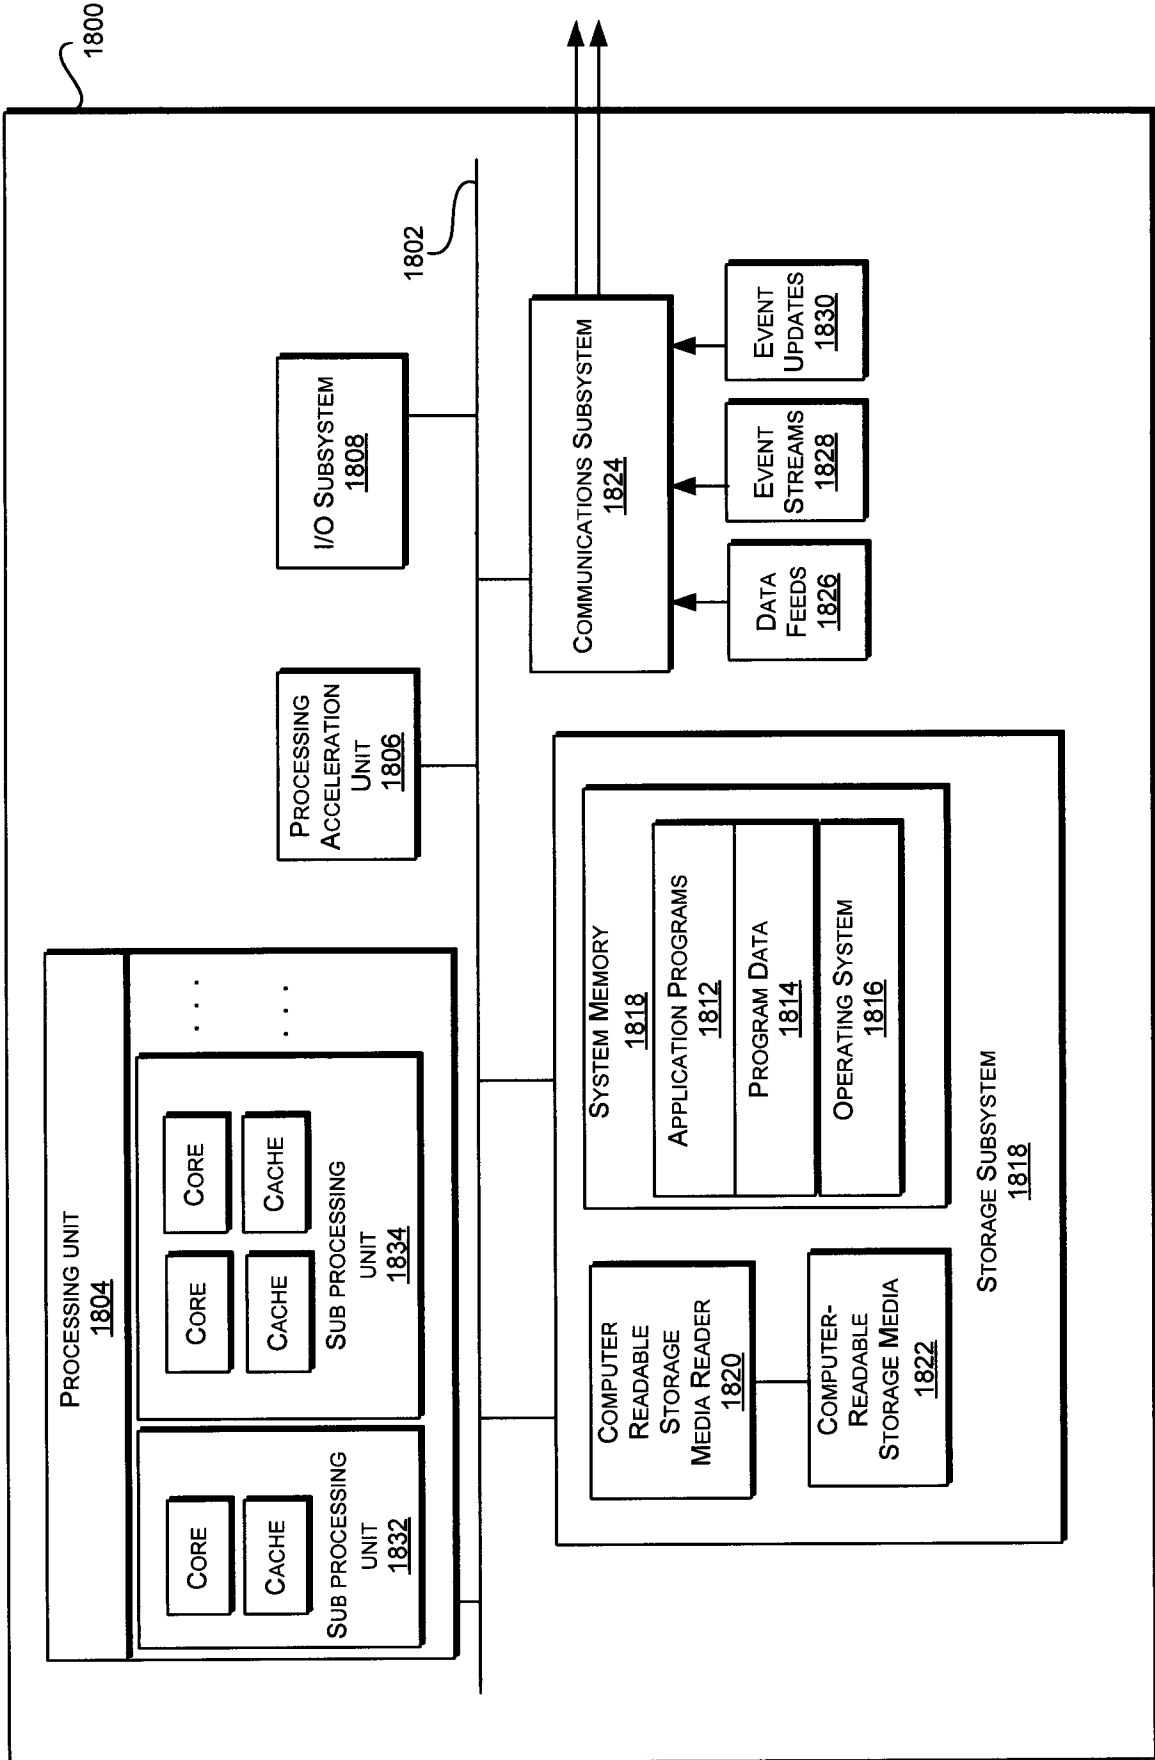 1800
PROCESSING UNIT
1804
CORE
CACHE
SUB PROCESSING
UNIT
1832
CORE
CORE
CACHE
CACHE
SUB PROCESSING
UNIT
1834
. . .
. . .
PROCESSING
ACCELERATION
UNIT
1806
I/O SUBSYSTEM
1808
1802
COMPUTER
READABLE
STORAGE
MEDIA READER
1820
COMPUTER-
READABLE
STORAGE MEDIA
1822
SYSTEM MEMORY
1818
APPLICATION PROGRAMS
1812
PROGRAM DATA
1814
OPERATING SYSTEM
1816
STORAGE SUBSYSTEM
1818
COMMUNICATIONS SUBSYSTEM
1824
DATA
FEEDS
1826
EVENT
STREAMS
1828
EVENT
UPDATES
1830